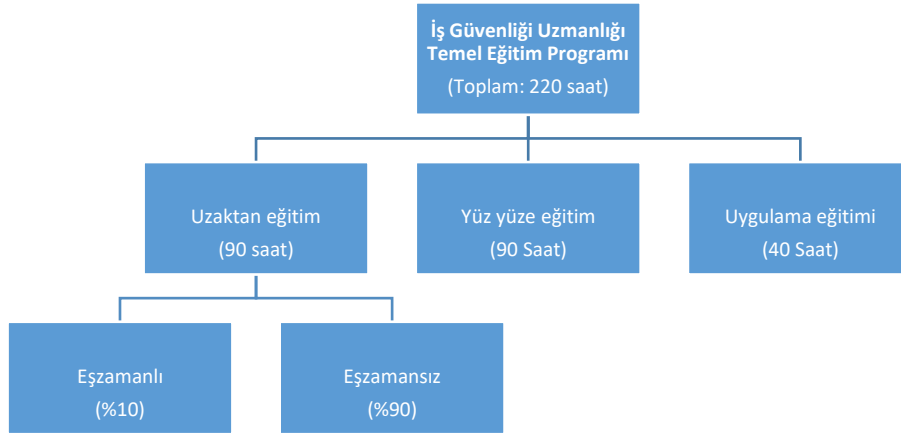 İş Güvenliği Uzmanlığı
Temel Eğitim Programı
(Toplam: 220 saat)
Uzaktan eğitim
(90 saat)
Yüz yüze eğitim
(90 Saat)
Uygulama eğitimi
(40 Saat)
Eşzamanlı
(%10)
Eşzamansız
(%90)